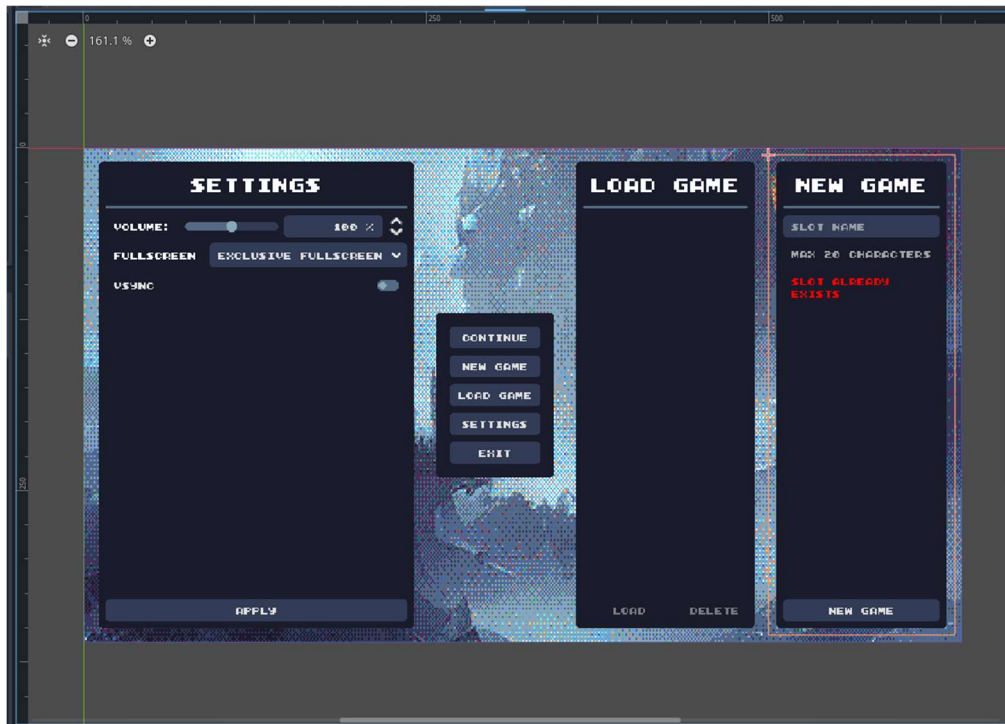 0
250
500
161.1 %
0
250
SETTINGS
VOLUME:
100 %
FULLSCREEN
EXCLUSIVE FULLSCREEN
VSYNC
APPLY
CONTINUE
NEW GAME
LOAD GAME
SETTINGS
EXIT
LOAD GAME
LOAD
DELETE
NEW GAME
SLOT NAME
MAX 20 CHARACTERS
SLOT ALREADY
EXISTS
NEW GAME